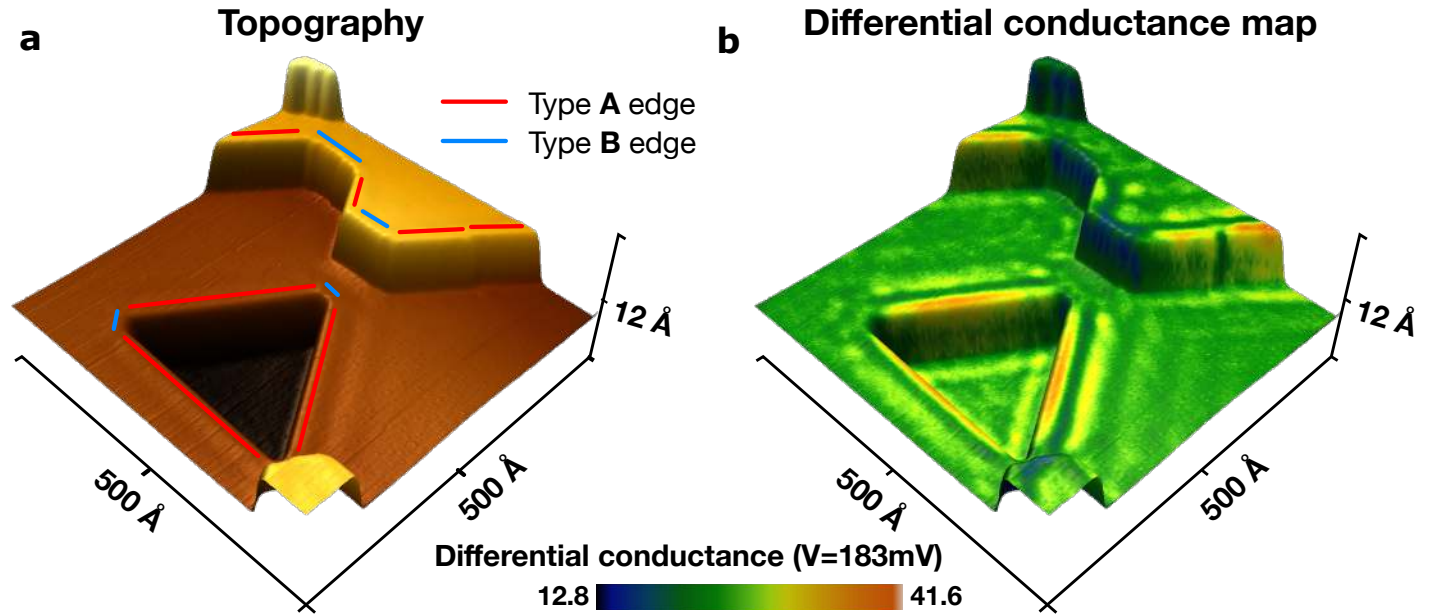 a
Topography
Type A edge
Type B edge
12 Å
500 Å
500 Å
b
Differential conductance map
12 Å
500 Å
500 Å
Differential conductance (V=183mV)
12.8
41.6